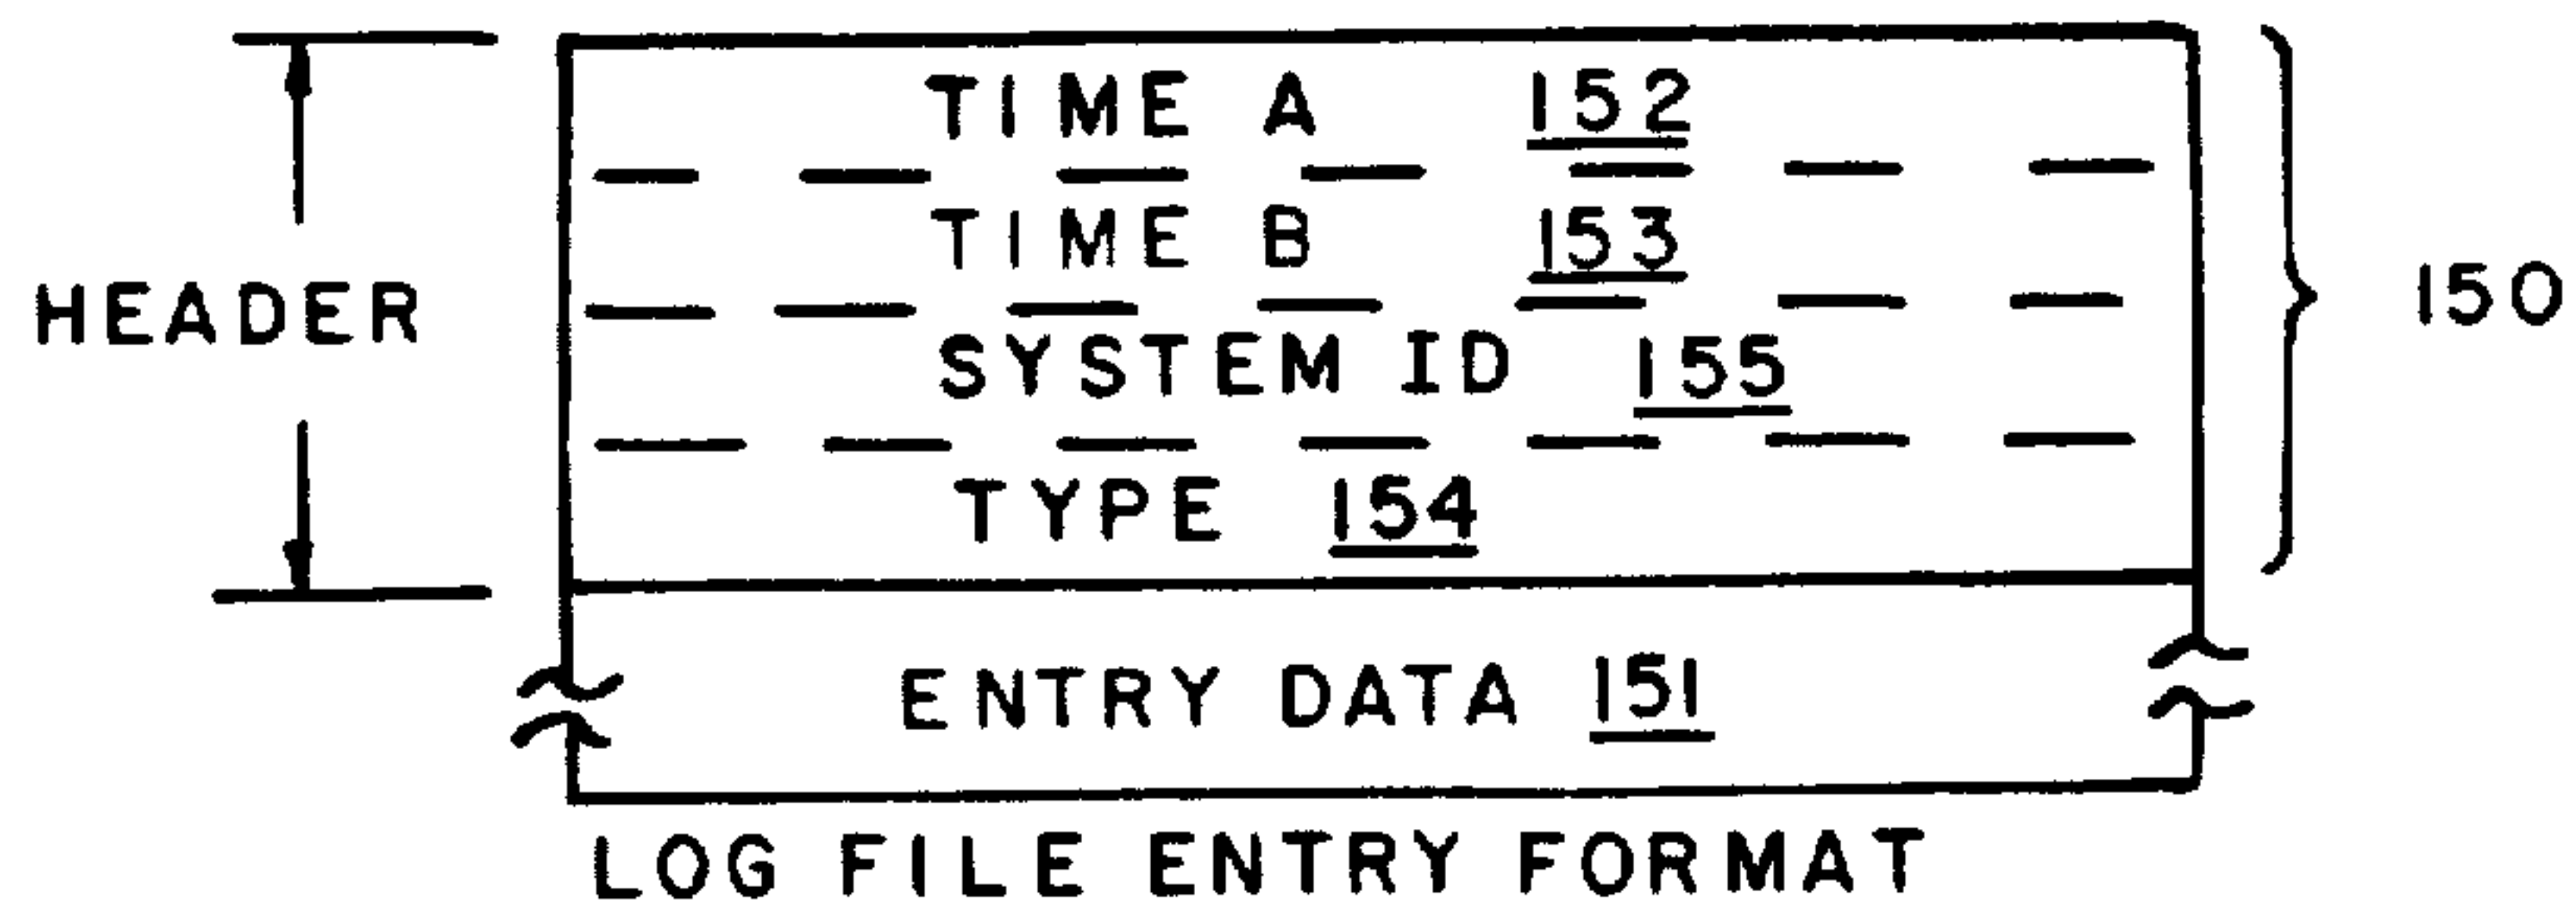 TIME A 152
TIME B 153
HEADER
150
SYSTEM ID 155
TYPE 154
ENTRY DATA 151
LOG FILE ENTRY FORMAT